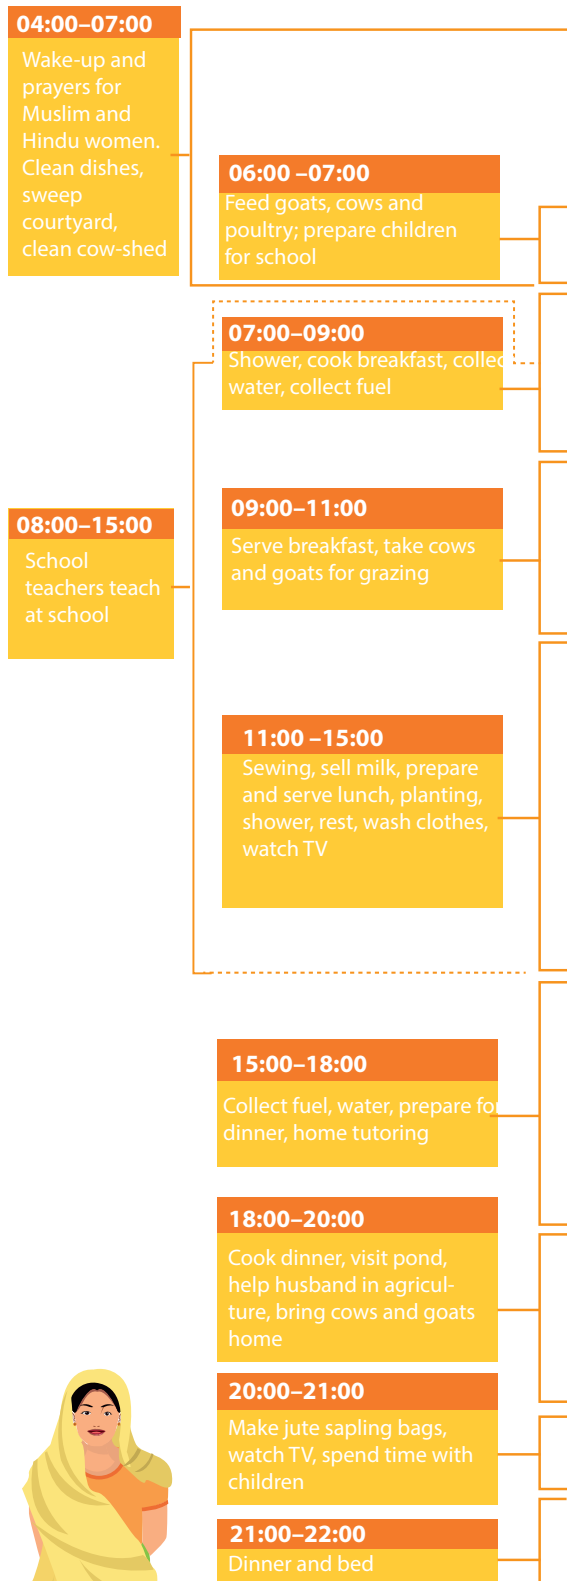 04:00–07:00
Wake-up and
prayers for
Muslim and
Hindu women.
Clean dishes,
sweep
courtyard,
clean cow-shed
06:00 –07:00
Feed goats, cows and
poultry; prepare children
for school
07:00–09:00
Shower, cook breakfast, collec
water, collect fuel
08:00–15:00
School
teachers teach
at school
09:00–11:00
Serve breakfast, take cows
and goats for grazing
11:00 –15:00
Sewing, sell milk, prepare
and serve lunch, planting,
shower, rest, wash clothes,
watch TV
15:00–18:00
Collect fuel, water, prepare for
dinner, home tutoring
18:00–20:00
Cook dinner, visit pond,
help husband in agricul-
ture, bring cows and goats
home
20:00–21:00
Make jute sapling bags,
watch TV, spend time with
children
21:00–22:00
Dinner and bed